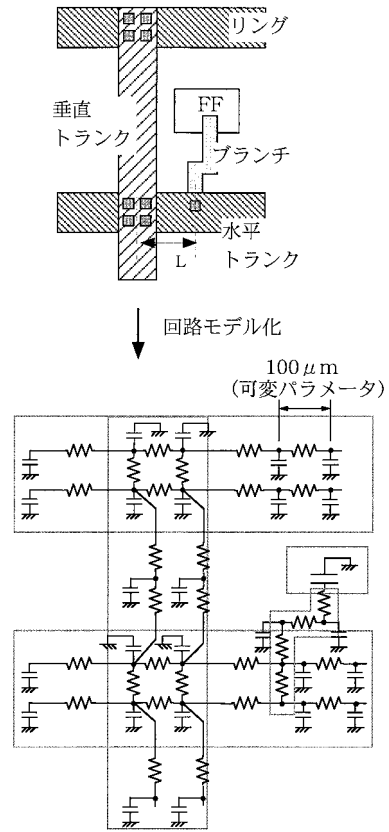 リング
垂直
トランク
FF
ブランチ
水平
L
トランク
回路モデル化
100μm
(可変パラメータ)